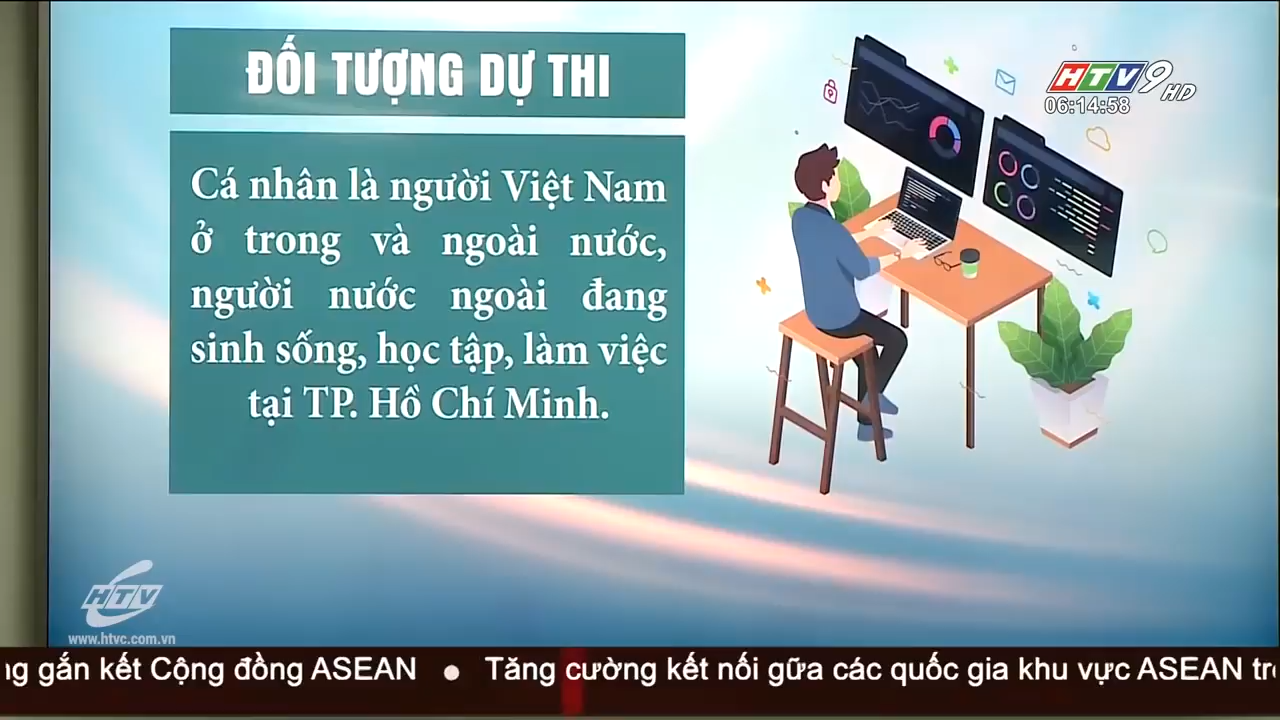 ĐỐI TƯỢNG DỰ THI
HTV9 HD
06:14:58
Cá nhân là người Việt Nam
ở trong và ngoài nước,
người nước ngoài đang
sinh sống, học tập, làm việc
tại TP. Hồ Chí Minh.
HTV
www.htvc.com.vn
gắn kết Cộng đồng ASEAN ● Tăng cường kết nối gữa các quốc gia khu vực ASEAN